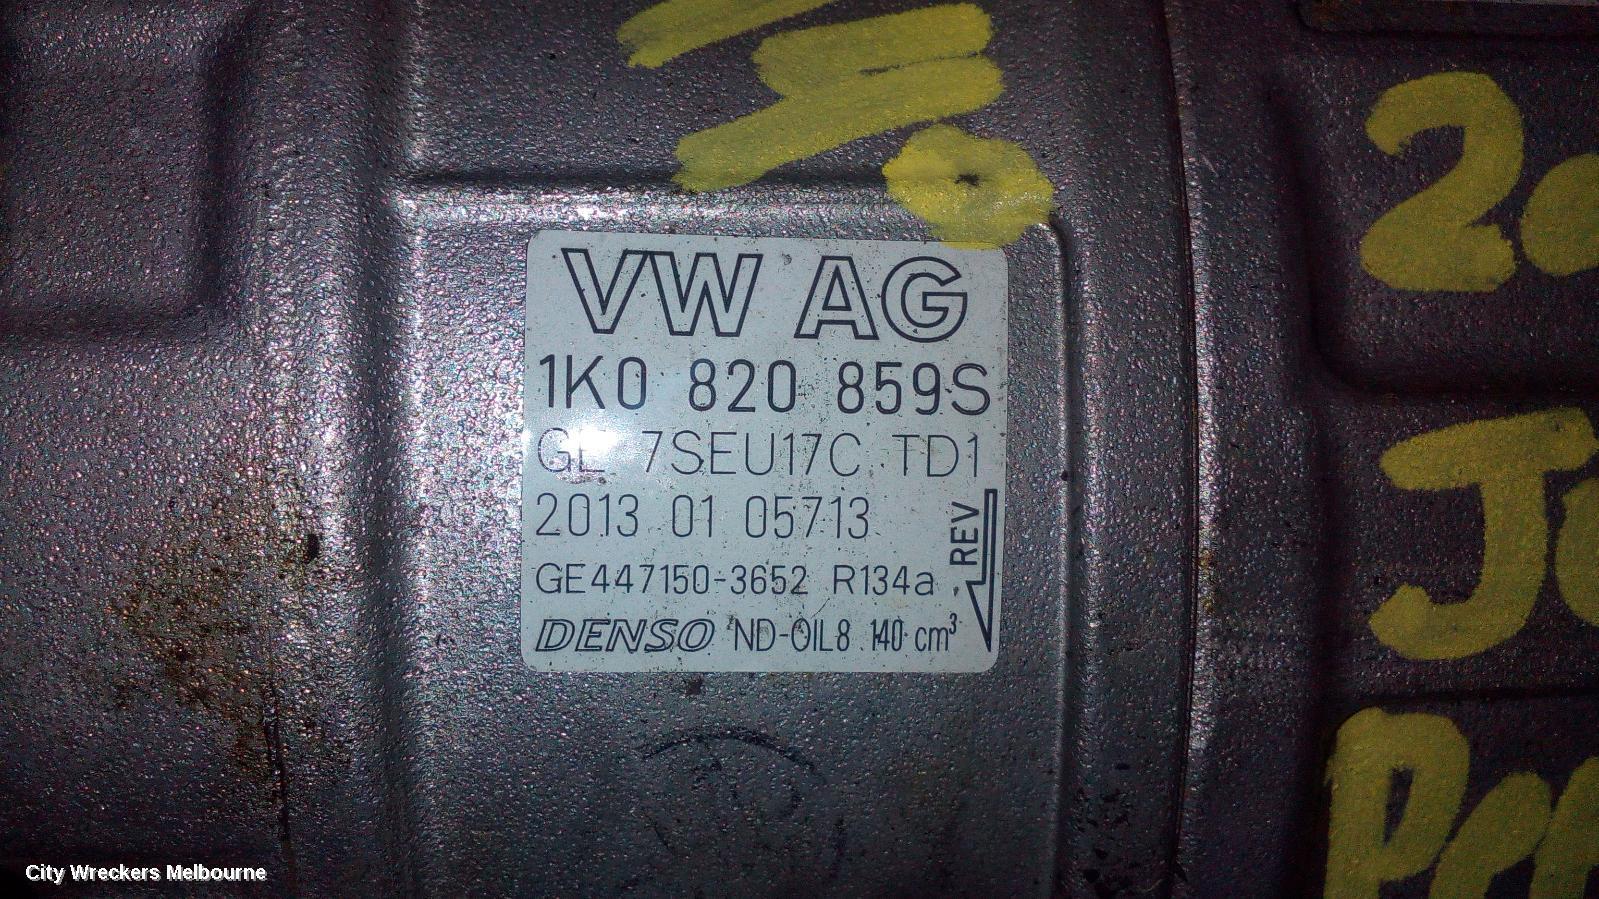 VW AG
1K0 820 859S
GE 7SEU17C TD1
2013 01 05713
REV
GE447150-3652 R134a
DENSO ND-OIL8 140 cm³
City Wreckers Melbourne